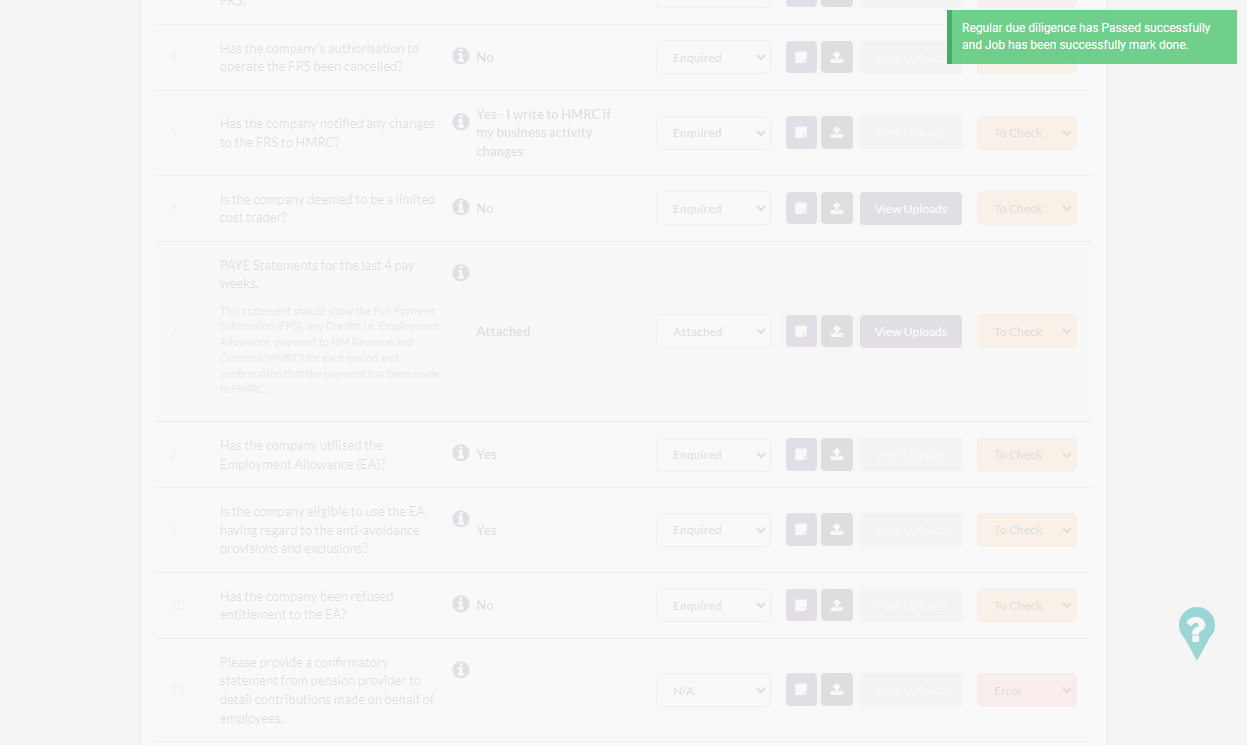 FRS?
Regular due diligence has Passed successfully
and Job has been successfully mark done.
4
Has the company's authorisation to
operate the FRS been cancelled?
No
Enquired
View Uploads
5
Has the company notified any changes
to the FRS to HMRC?
Yes - I write to HMRC if
my business activity
changes
Enquired
View Uploads
To Check
6
Is the company deemed to be a limited
cost trader?
No
Enquired
View Uploads
To Check
7
PAYE Statements for the last 4 pay
weeks.
This statement should show the Full Payment
Submission (FPS), any Credits i.e. Employment
Allowance, payment to HM Revenue and
Customs (HMRC) for each period and
confirmation that the payment has been made
to HMRC.
Attached
Attached
View Uploads
To Check
8
Has the company utilised the
Employment Allowance (EA)?
Yes
Enquired
View Uploads
To Check
9
Is the company eligible to use the EA
having regard to the anti-avoidance
provisions and exclusions?
Yes
Enquired
View Uploads
To Check
10
Has the company been refused
entitlement to the EA?
No
Enquired
View Uploads
To Check
11
Please provide a confirmatory
statement from pension provider to
detail contributions made on behalf of
employees.
N/A
View Uploads
Error
?